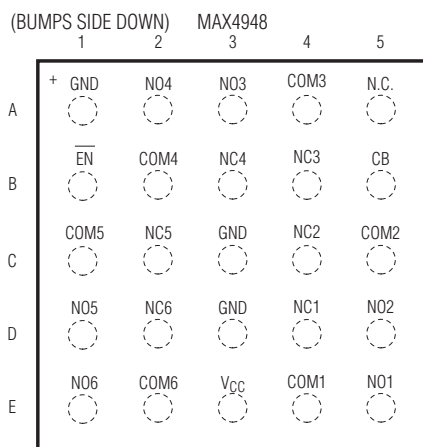 (BUMPS SIDE DOWN) MAX4948
1 2 3 4 5
+ GND NO4 NO3 COM3 N.C.
A
EN COM4 NC4 NC3 CB
B
COM5 NC5 GND NC2 COM2
C
NO5 NC6 GND NC1 NO2
D
NO6 COM6 VCC COM1 NO1
E